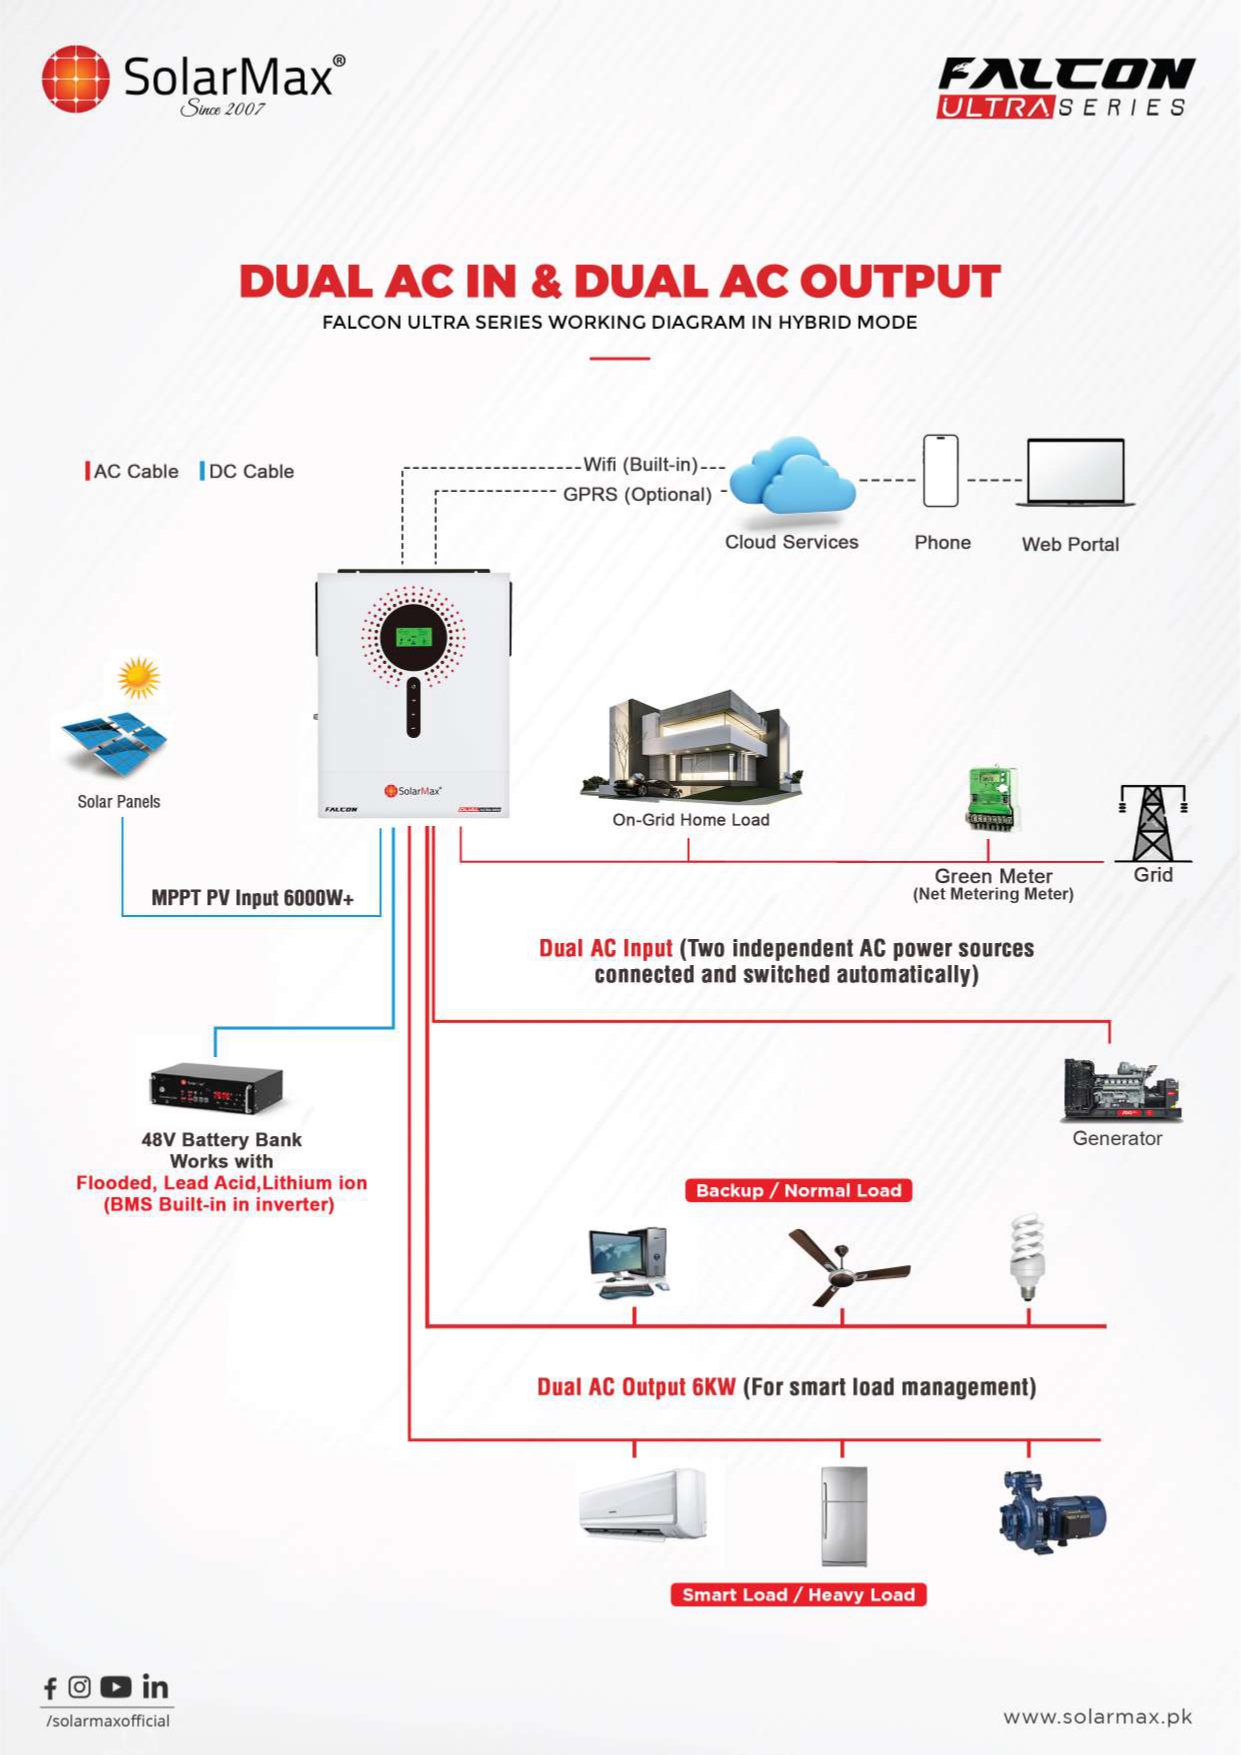 SolarMax®
Since 2007
FALCON
ULTRA SERIES
DUAL AC IN & DUAL AC OUTPUT
FALCON ULTRA SERIES WORKING DIAGRAM IN HYBRID MODE
AC Cable DC Cable
Wifi (Built-in)
GPRS (Optional)
Cloud Services
Phone
Web Portal
SolarMax®
FALCON
Solar Panels
On-Grid Home Load
MPPT PV Input 6000W+
Green Meter
(Net Metering Meter)
Grid
Dual AC Input (Two independent AC power sources
connected and switched automatically)
48V Battery Bank
Works with
Flooded, Lead Acid,Lithium ion
(BMS Built-in in inverter)
Generator
Backup / Normal Load
Dual AC Output 6KW (For smart load management)
Smart Load / Heavy Load
/solarmaxofficial
www.solarmax.pk